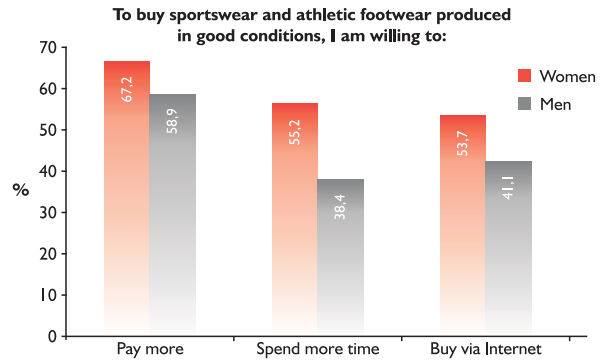 To buy sportswear and athletic footwear produced
in good conditions, I am willing to:
70
60
50
40
30
20
10
0
%
67,2
58,9
55,2
38,4
53,7
41,1
Women
Men
Pay more
Spend more time
Buy via Internet